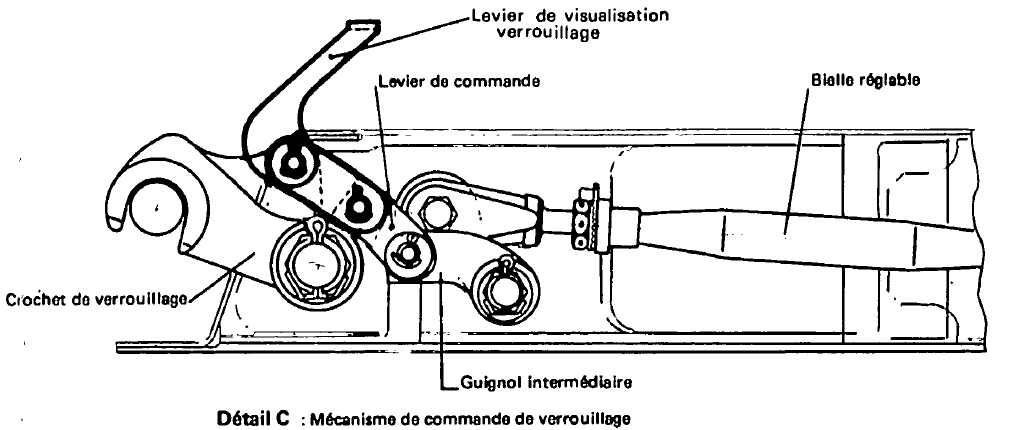 Levier de visualisation
verrouillage
Levier de commande
Bielle réglable
Crochet de verrouillage
Guignol intermédiaire
Détail C : Mécanisme de commande de verrouillage